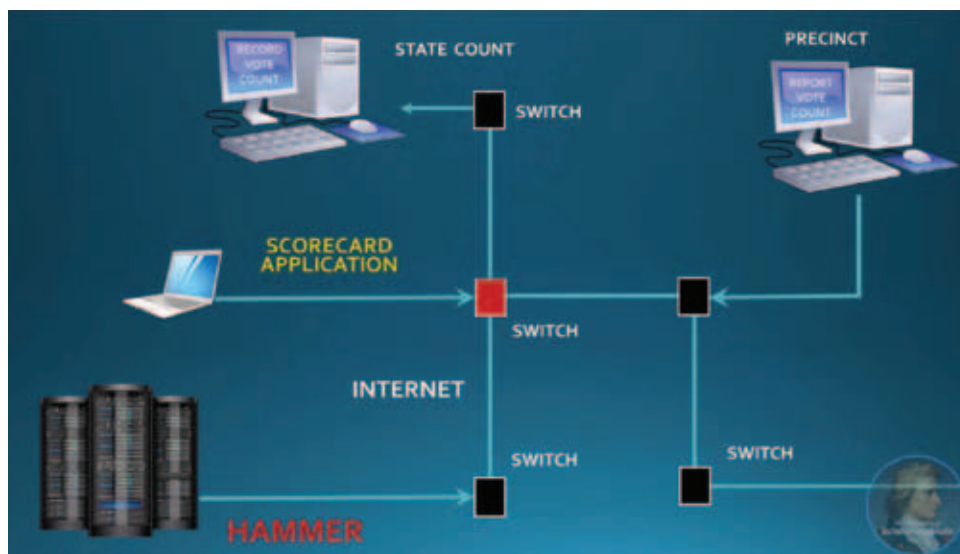 RECORD
VOTE
COUNT
STATE COUNT
PRECINCT
REPORT
VOTE
COUNT
SWITCH
SCORECARD
APPLICATION
SWITCH
INTERNET
SWITCH
SWITCH
HAMMER